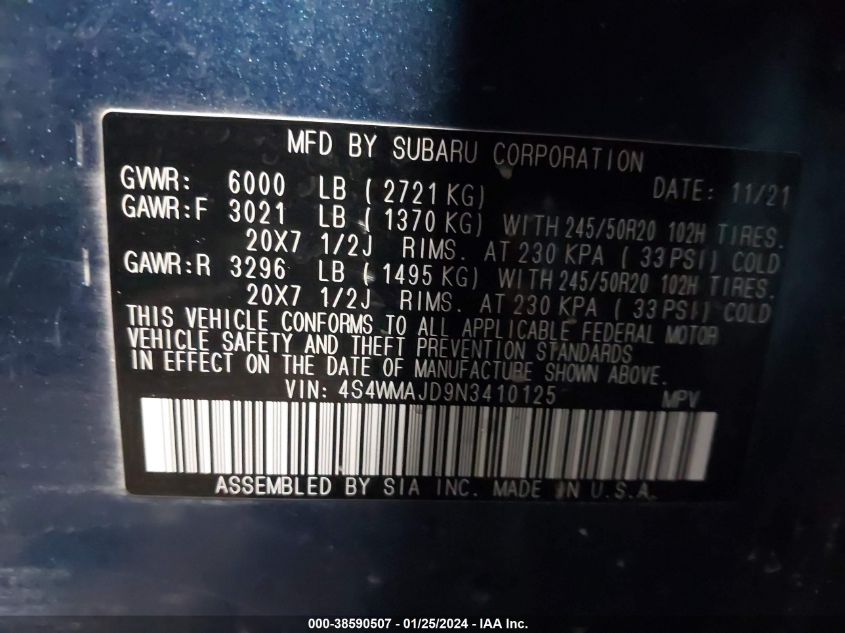 MFD BY SUBARU CORPORATION
GVWR: 6000 LB ( 2721 KG) DATE: 11/21
GAWR:F 3021 LB ( 1370 KG) WITH 245/50R20 102H TIRES.
20X7 1/2J RIMS. AT 230 KPA ( 33 PSI) COLD
GAWR:R 3296 LB ( 1495 KG) WITH 245/50R20 102H TIRES.
20X7 1/2J RIMS. AT 230 KPA ( 33 PSI) COLD
THIS VEHICLE CONFORMS TO ALL APPLICABLE FEDERAL MOTOR
VEHICLE SAFETY AND THEFT PREVENTION STANDARDS
IN EFFECT ON THE DATE OF MANUFACTURE SHOWN ABOVE.
VIN: 4S4WMAJD9N3410125 MPV
ASSEMBLED BY SIA INC. MADE IN U.S.A.
000-38590507 - 01/25/2024 - IAA Inc.